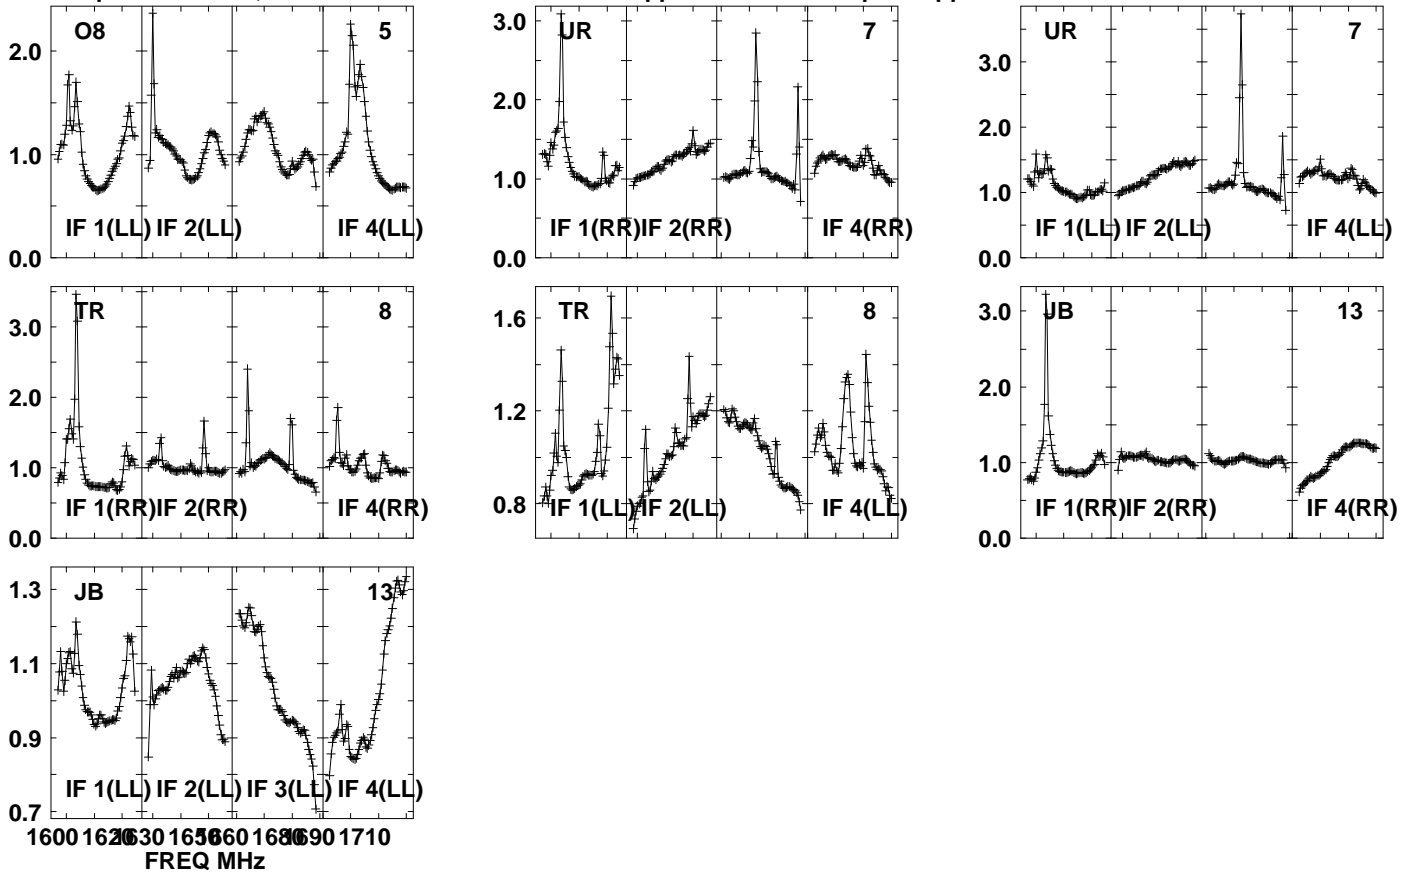 O8 5
2.0
1.0
0.0
IF 1(LL) IF 2(LL) IF 4(LL)
UR 7
3.0
2.0
1.0
0.0
IF 1(RR) IF 2(RR) IF 4(RR)
UR 7
3.0
2.0
1.0
0.0
IF 1(LL) IF 2(LL) IF 4(LL)
TR 8
3.0
2.0
1.0
0.0
IF 1(RR) IF 2(RR) IF 4(RR)
TR 8
1.6
1.2
0.8
IF 1(LL) IF 2(LL) IF 4(LL)
JB 13
3.0
2.0
1.0
0.0
IF 1(RR) IF 2(RR) IF 4(RR)
JB 13
1.3
1.1
0.9
0.7
IF 1(LL) IF 2(LL) IF 3(LL) IF 4(LL)
1600 1620 1630 1650 1660 1680 1690 1710
FREQ MHz